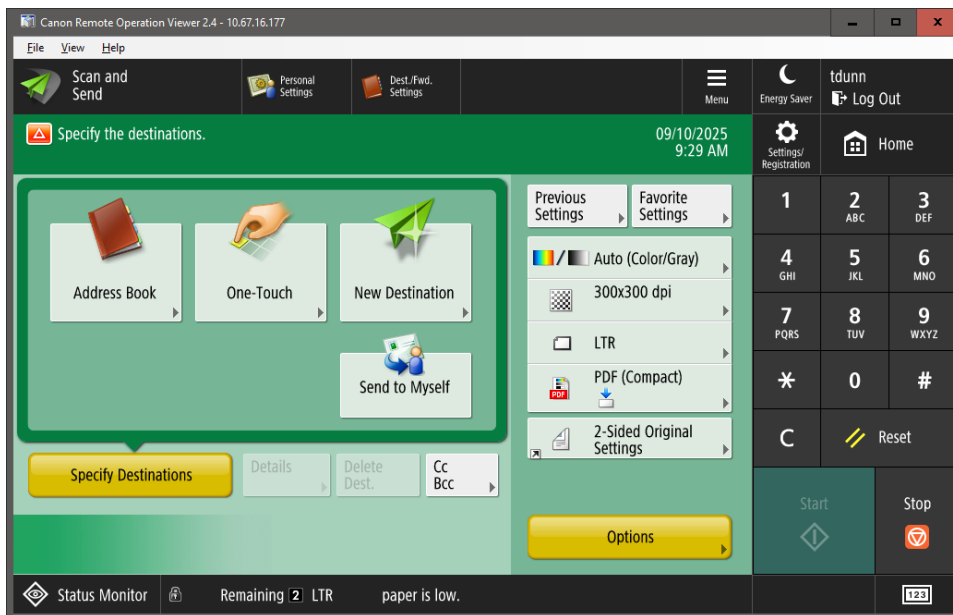 Canon Remote Operation Viewer 2.4 - 10.67.16.177
File View Help
Scan and
Send
Personal
Settings
Dest./Fwd.
Settings
Menu
Energy Saver
tdunn
Log Out
Specify the destinations.
09/10/2025
9:29 AM
Settings/
Registration
Home
Address Book
One-Touch
New Destination
Send to Myself
Specify Destinations
Details
Delete
Dest.
Cc
Bcc
Previous
Settings
Favorite
Settings
Auto (Color/Gray)
300x300 dpi
LTR
PDF
PDF (Compact)
2-Sided Original
Settings
Options
1
2
ABC
3
DEF
4
GHI
5
JKL
6
MNO
7
PQRS
8
TUV
9
WXYZ
0
#
C
Reset
Start
Stop
Status Monitor
Remaining 2 LTR paper is low.
123